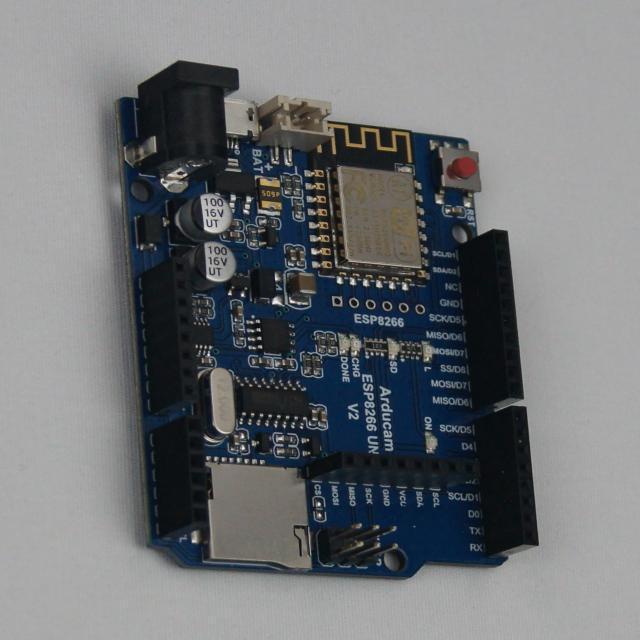 BAT
100
16V
UT
100
16V
UT
SCL/D1
SDA/D2
NC
GND
SCK/D5
MISO/D6
MOSI/D7
SS/D8
MOSI/D7
MISO/D6
SCK/D5
D4
SCL/D1
D0
TX
RX
ESP8266
DONE
CHG
SD
L
ON
Arducam
ESP8266 UN
V2
CS
MOSI
MISO
SCK
GND
VCC
SDA
SCL